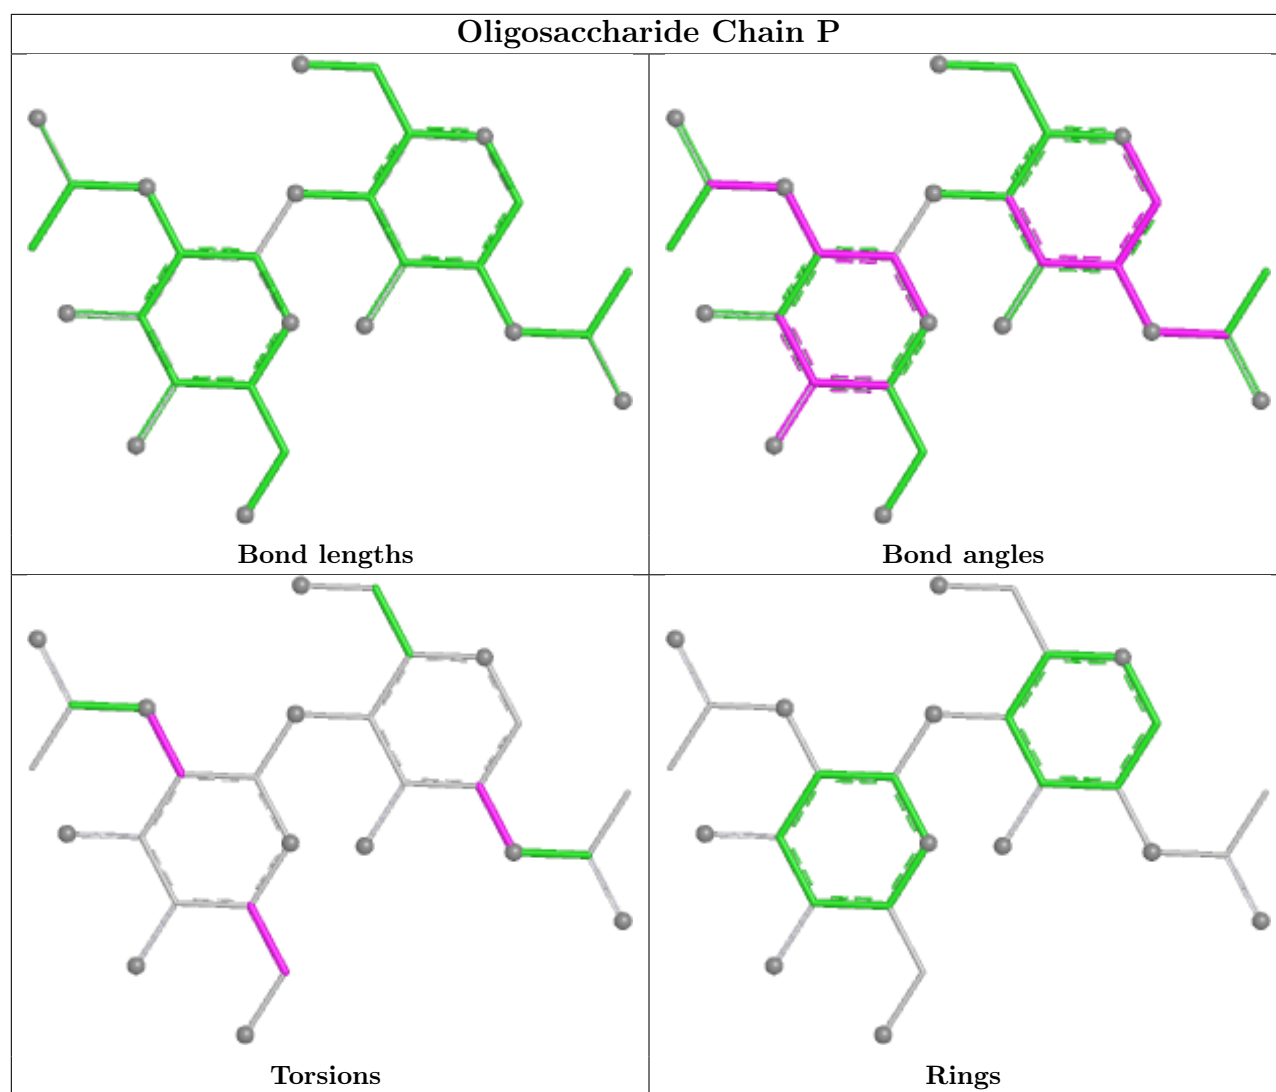 Oligosaccharide Chain P
Bond lengths
Bond angles
Torsions
Rings